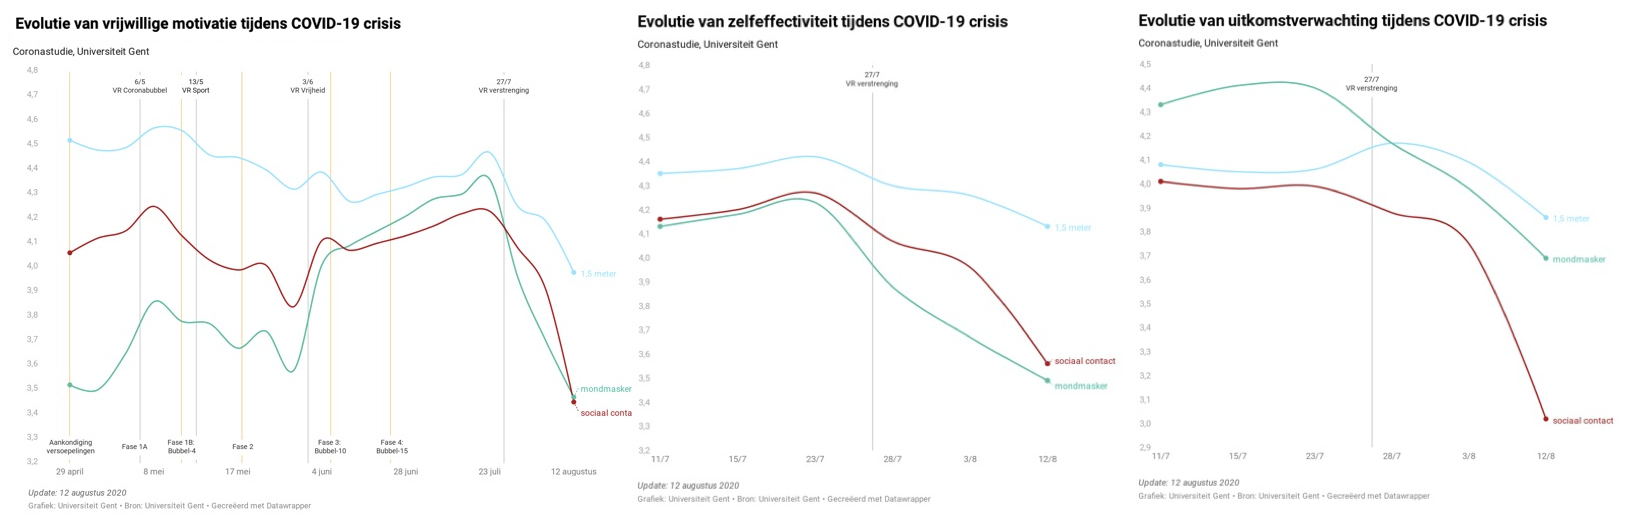 Evolutie van vrijwillige motivatie tijdens COVID-19 crisis
Coronastudie, Universiteit Gent
4,8
4,7
4,6
4,5
4,4
4,3
4,2
4,1
4,0
3,9
3,8
3,7
3,6
3,5
3,4
3,3
3,2
6/5
VR Coronabubbel
13/5
VR Sport
3/6
VR Vrijheid
27/7
VR verstrenging
1,5 meter
mondmasker
sociaal conta
Aankondiging
versoepelingen
Fase 1A
Fase 1B:
Bubbel-4
Fase 2
Fase 3:
Bubbel-10
Fase 4:
Bubbel-15
29 april
8 mei
17 mei
4 juni
28 juni
23 juli
12 augustus
Update: 12 augustus 2020
Grafiek: Universiteit Gent • Bron: Universiteit Gent • Gecreëerd met Datawrapper
Evolutie van zelfeffectiviteit tijdens COVID-19 crisis
Coronastudie, Universiteit Gent
4,8
4,7
4,6
4,5
4,4
4,3
4,2
4,1
4,0
3,9
3,8
3,7
3,6
3,5
3,4
3,3
3,2
27/7
VR verstrenging
1,5 meter
sociaal contact
mondmasker
11/7
15/7
23/7
28/7
3/8
12/8
Update: 12 augustus 2020
Grafiek: Universiteit Gent • Bron: Universiteit Gent • Gecreëerd met Datawrapper
Evolutie van uitkomstverwachting tijdens COVID-19 crisis
Coronastudie, Universiteit Gent
4,5
4,4
4,3
4,2
4,1
4,0
3,9
3,8
3,7
3,6
3,5
3,4
3,3
3,2
3,1
3,0
2,9
27/7
VR verstrenging
1,5 meter
mondmasker
sociaal contact
11/7
15/7
23/7
28/7
3/8
12/8
Update: 12 augustus 2020
Grafiek: Universiteit Gent • Bron: Universiteit Gent • Gecreëerd met Datawrapper